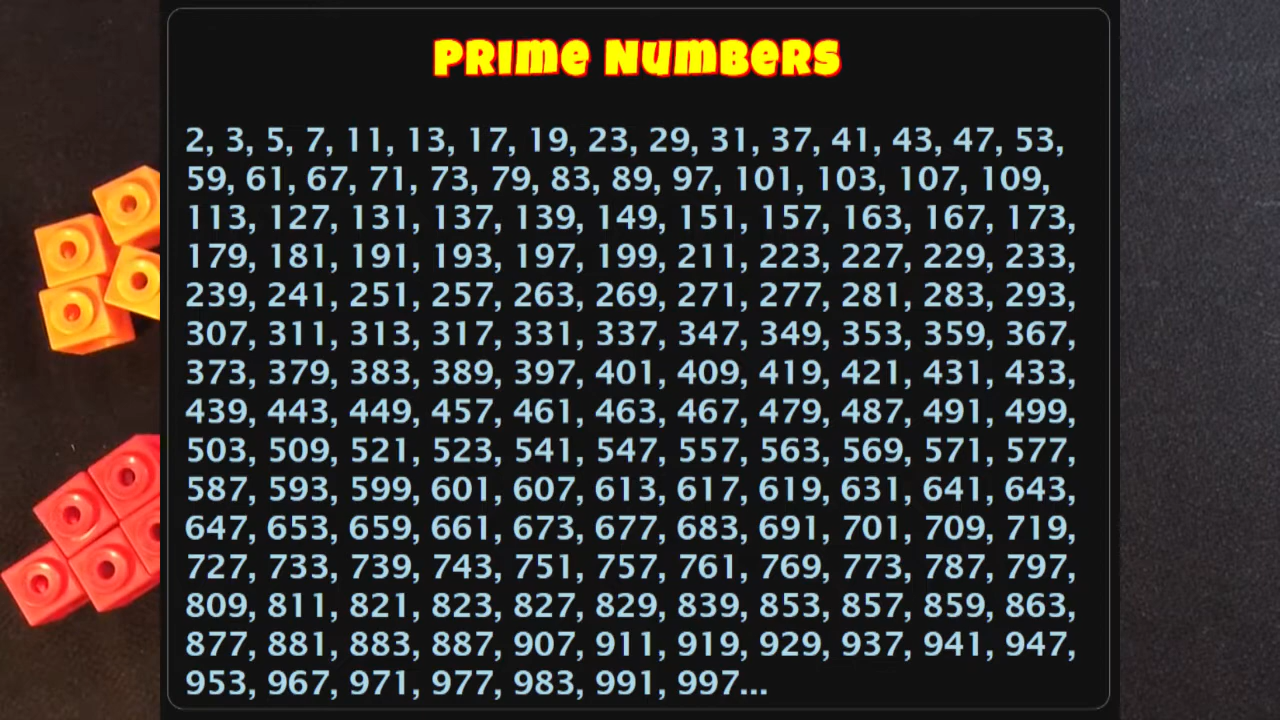 Prime Numbers
2, 3, 5, 7, 11, 13, 17, 19, 23, 29, 31, 37, 41, 43, 47, 53,
59, 61, 67, 71, 73, 79, 83, 89, 97, 101, 103, 107, 109,
113, 127, 131, 137, 139, 149, 151, 157, 163, 167, 173,
179, 181, 191, 193, 197, 199, 211, 223, 227, 229, 233,
239, 241, 251, 257, 263, 269, 271, 277, 281, 283, 293,
307, 311, 313, 317, 331, 337, 347, 349, 353, 359, 367,
373, 379, 383, 389, 397, 401, 409, 419, 421, 431, 433,
439, 443, 449, 457, 461, 463, 467, 479, 487, 491, 499,
503, 509, 521, 523, 541, 547, 557, 563, 569, 571, 577,
587, 593, 599, 601, 607, 613, 617, 619, 631, 641, 643,
647, 653, 659, 661, 673, 677, 683, 691, 701, 709, 719,
727, 733, 739, 743, 751, 757, 761, 769, 773, 787, 797,
809, 811, 821, 823, 827, 829, 839, 853, 857, 859, 863,
877, 881, 883, 887, 907, 911, 919, 929, 937, 941, 947,
953, 967, 971, 977, 983, 991, 997...